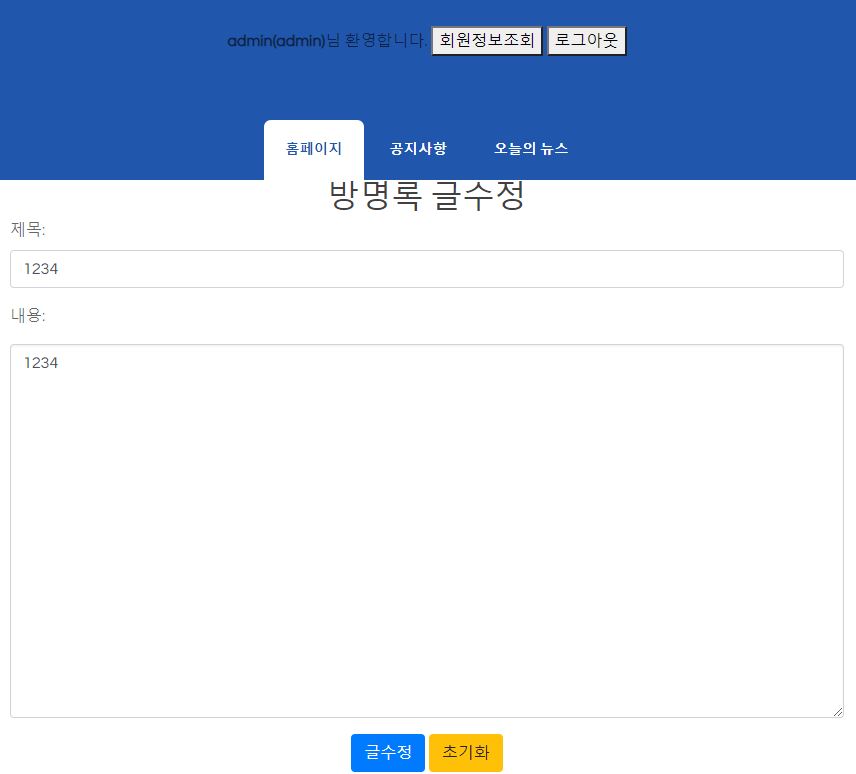 admin(admin)님 환영합니다. 회원정보조회 로그아웃
홈페이지 공지사항 오늘의 뉴스
방명록 글수정
제목:
1234
내용:
1234
글수정 초기화